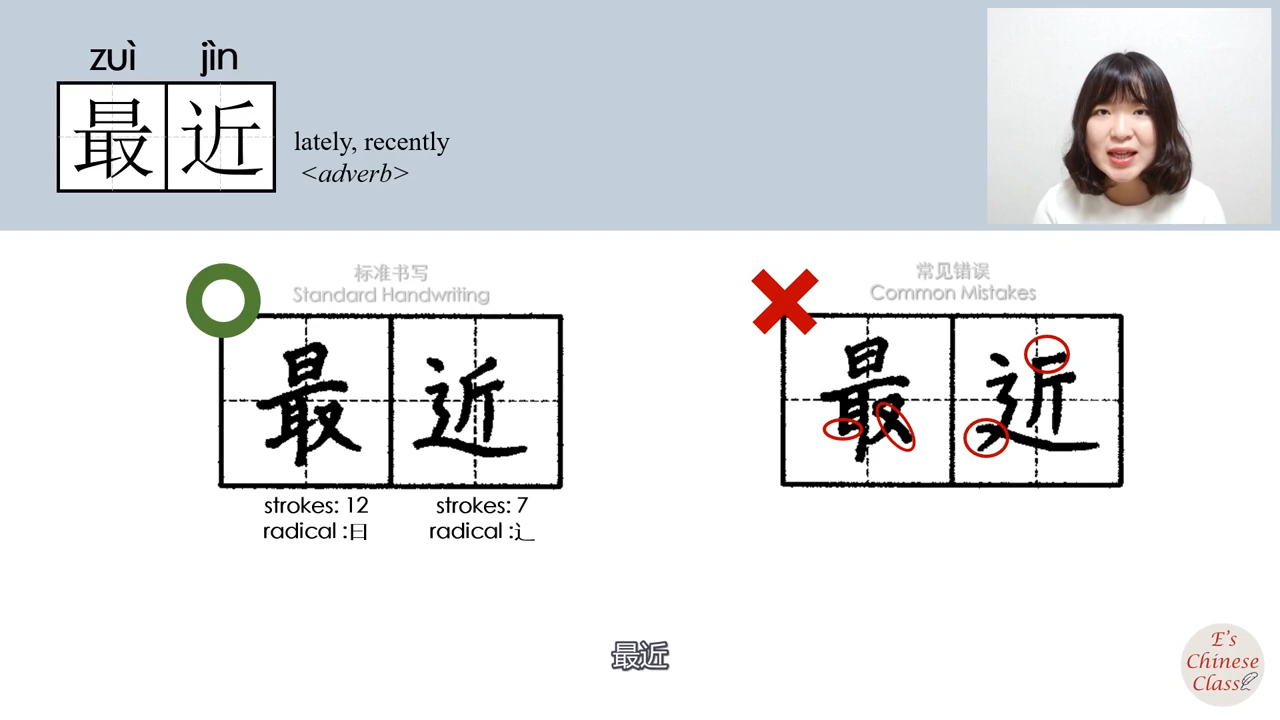 zuì jìn
最近
lately, recently
<adverb>
标准书写
Standard Handwriting
最近
strokes: 12
radical :日
strokes: 7
radical :辶
常见错误
Common Mistakes
最近
最近
E's
Chinese
Class